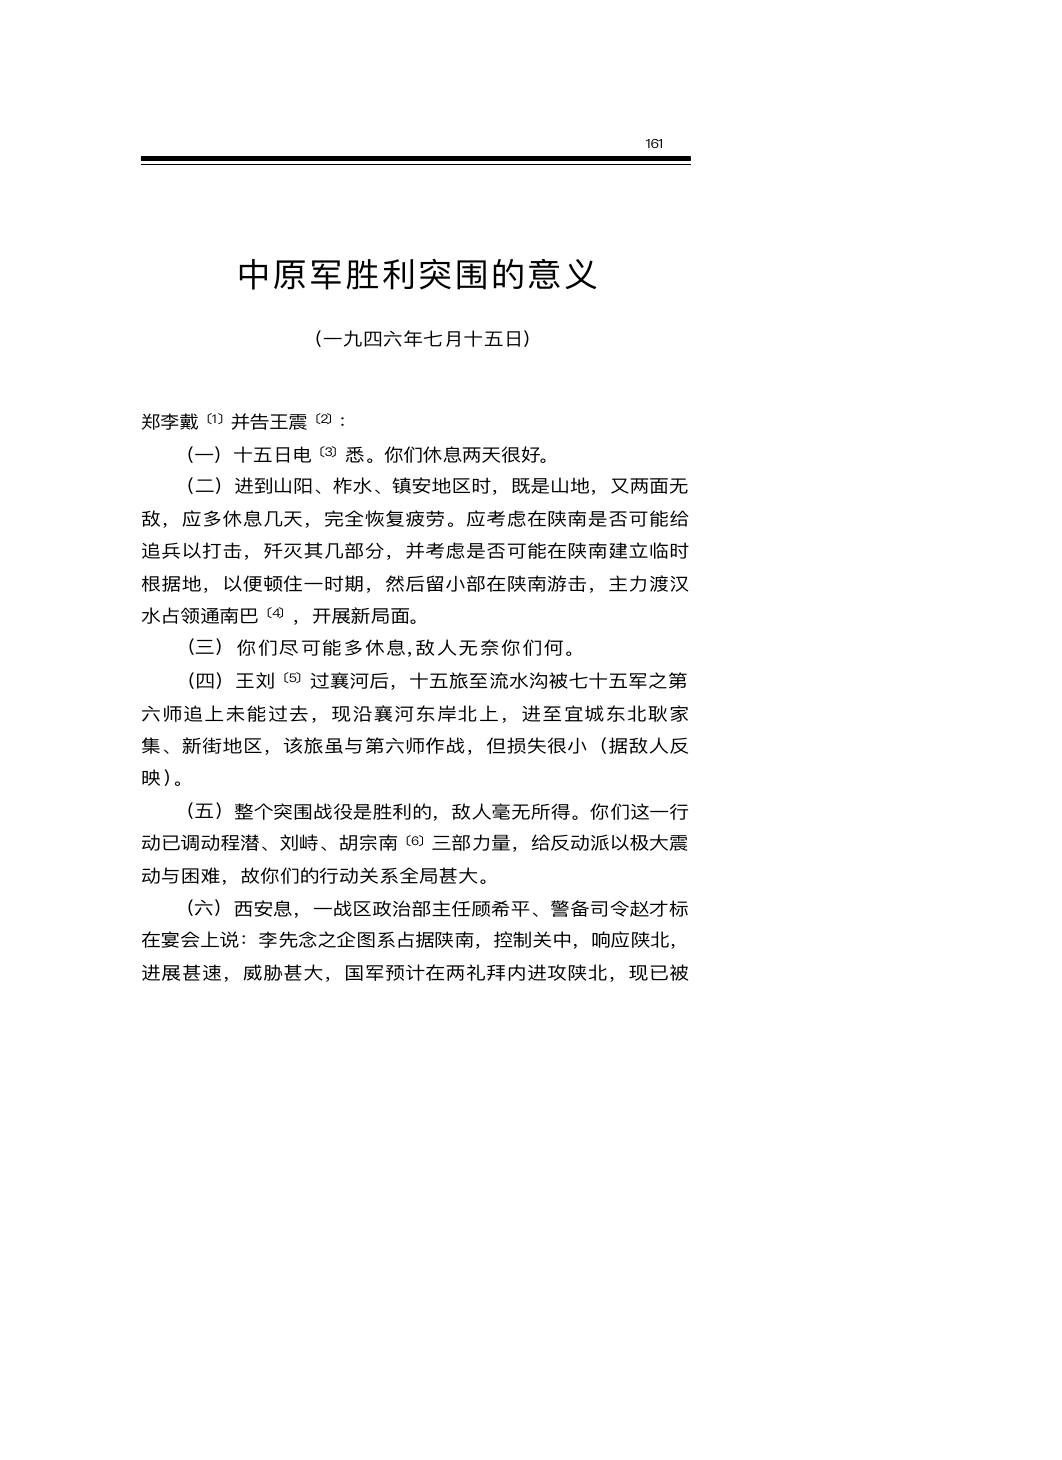 161
中原军胜利突围的意义
（一九四六年七月十五日）
郑李戴〔1〕并告王震〔2〕：
（一）十五日电〔3〕悉。你们休息两天很好。
（二）进到山阳、柞水、镇安地区时，既是山地，又两面无
敌，应多休息几天，完全恢复疲劳。应考虑在陕南是否可能给
追兵以打击，歼灭其几部分，并考虑是否可能在陕南建立临时
根据地，以便顿住一时期，然后留小部在陕南游击，主力渡汉
水占领通南巴〔4〕，开展新局面。
（三）你们尽可能多休息,敌人无奈你们何。
（四）王刘〔5〕过襄河后，十五旅至流水沟被七十五军之第
六师追上未能过去，现沿襄河东岸北上，进至宜城东北耿家
集、新街地区，该旅虽与第六师作战，但损失很小（据敌人反
映）。
（五）整个突围战役是胜利的，敌人毫无所得。你们这一行
动已调动程潜、刘峙、胡宗南〔6〕三部力量，给反动派以极大震
动与困难，故你们的行动关系全局甚大。
（六）西安息，一战区政治部主任顾希平、警备司令赵才标
在宴会上说：李先念之企图系占据陕南，控制关中，响应陕北，
进展甚速，威胁甚大，国军预计在两礼拜内进攻陕北，现已被